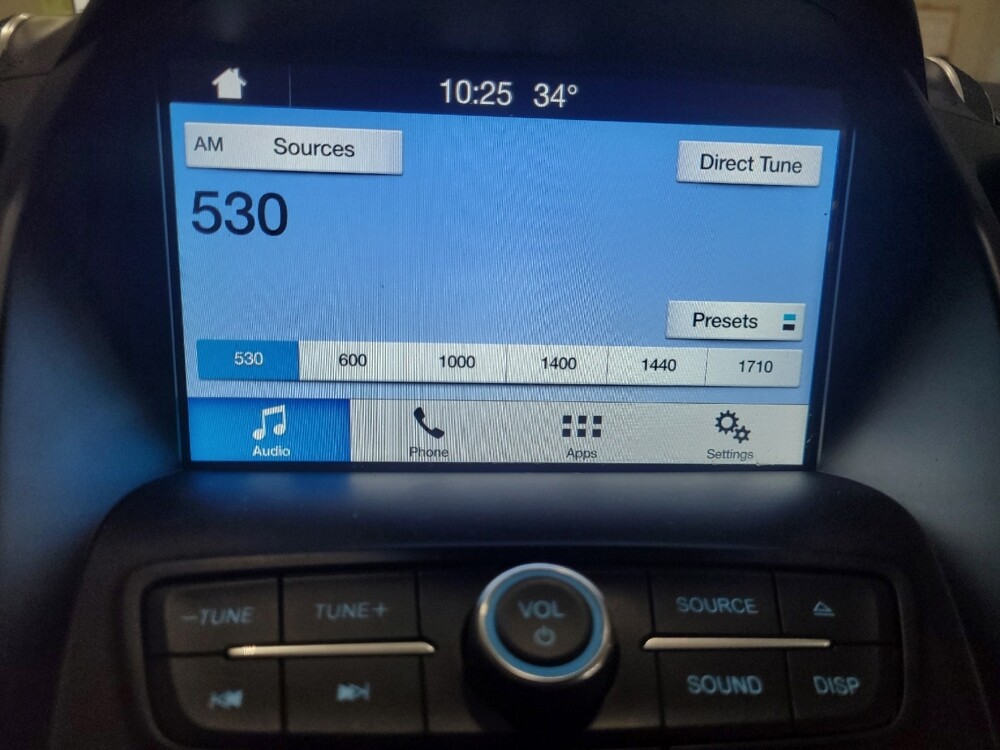 10:25 34°
AM Sources
Direct Tune
530
Presets
530 600 1000 1400 1440 1710
Audio Phone Apps Settings
–TUNE TUNE+ VOL SOURCE
SOUND DISP